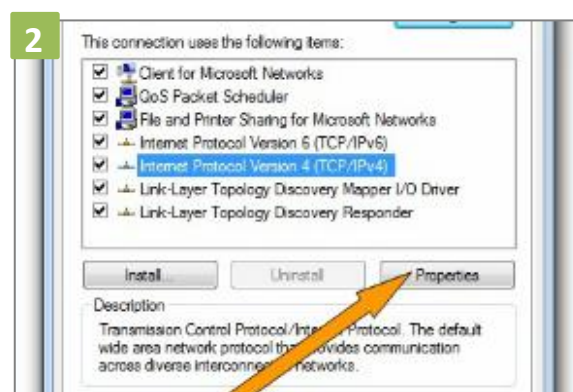 2
This connection uses the following items:
Client for Microsoft Networks
QoS Packet Scheduler
File and Printer Sharing for Microsoft Networks
Internet Protocol Version 6 (TCP/IPv6)
Internet Protocol Version 4 (TCP/IPv4)
Link-Layer Topology Discovery Mapper I/O Driver
Link-Layer Topology Discovery Responder
Install...
Uninstall
Properties
Description
Transmission Control Protocol/Internet Protocol. The default
wide area network protocol that provides communication
across diverse interconnected networks.